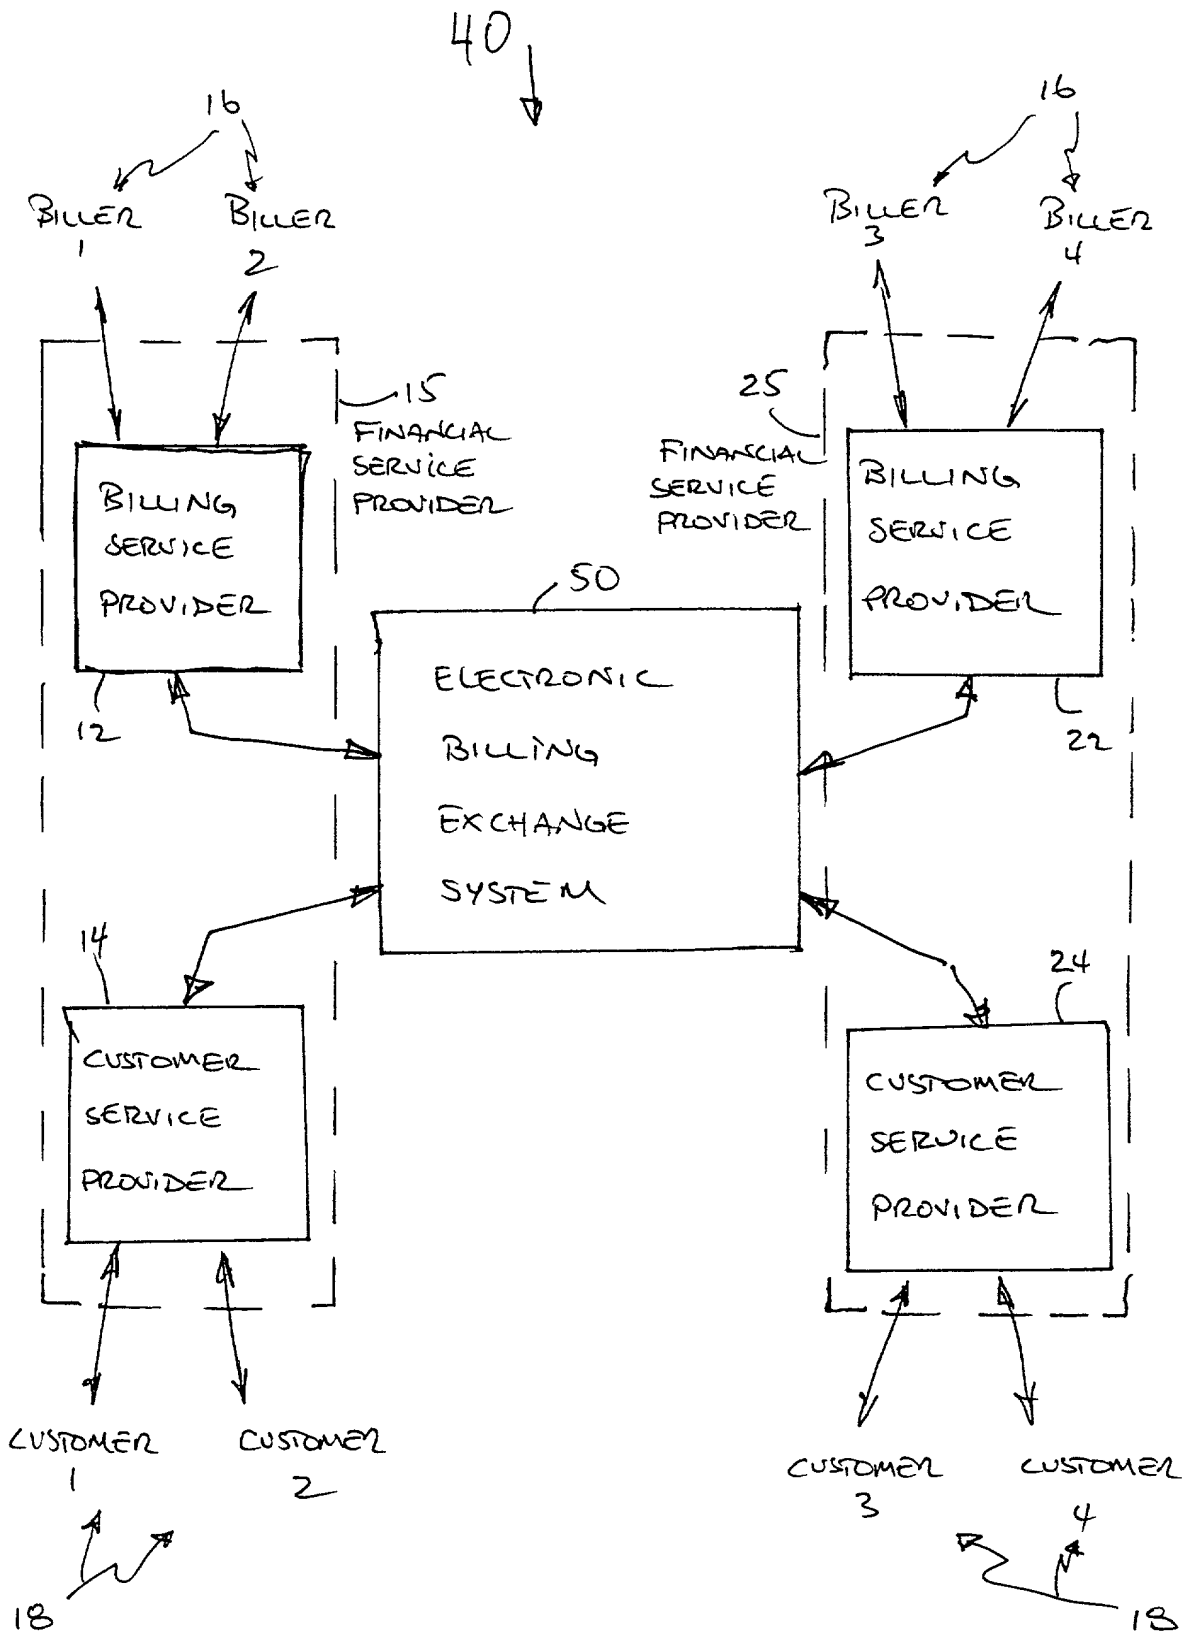 40
16
16
BILLER
1
BILLER
2
BILLER
3
BILLER
4
15
FINANCIAL
SERVICE
PROVIDER
25
FINANCIAL
SERVICE
PROVIDER
BILLING
SERVICE
PROVIDER
12
BILLING
SERVICE
PROVIDER
22
50
ELECTRONIC
BILLING
EXCHANGE
SYSTEM
14
CUSTOMER
SERVICE
PROVIDER
24
CUSTOMER
SERVICE
PROVIDER
CUSTOMER
1
CUSTOMER
2
CUSTOMER
3
CUSTOMER
4
18
18